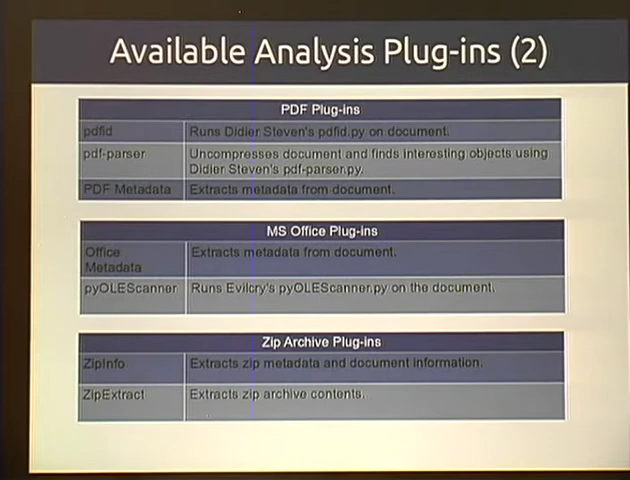 Available Analysis Plug-ins (2)
PDF Plug-ins
pdfid Runs Didier Steven's pdfid.py on document.
pdf-parser Uncompresses document and finds interesting objects using
Didier Steven's pdf-parser.py.
PDF Metadata Extracts metadata from document.
MS Office Plug-ins
Office Extracts metadata from document.
Metadata
pyOLEScanner Runs Evilcry's pyOLEScanner.py on the document.
Zip Archive Plug-ins
ZipInfo Extracts zip metadata and document information.
ZipExtract Extracts zip archive contents.